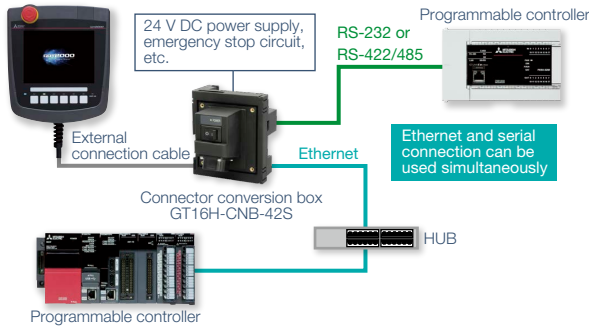 Programmable controller
24 V DC power supply,
emergency stop circuit,
etc.
RS-232 or
RS-422/485
GOT2000
External
connection cable
Ethernet
Ethernet and serial
connection can be
used simultaneously
Connector conversion box
GT16H-CNB-42S
HUB
Programmable controller